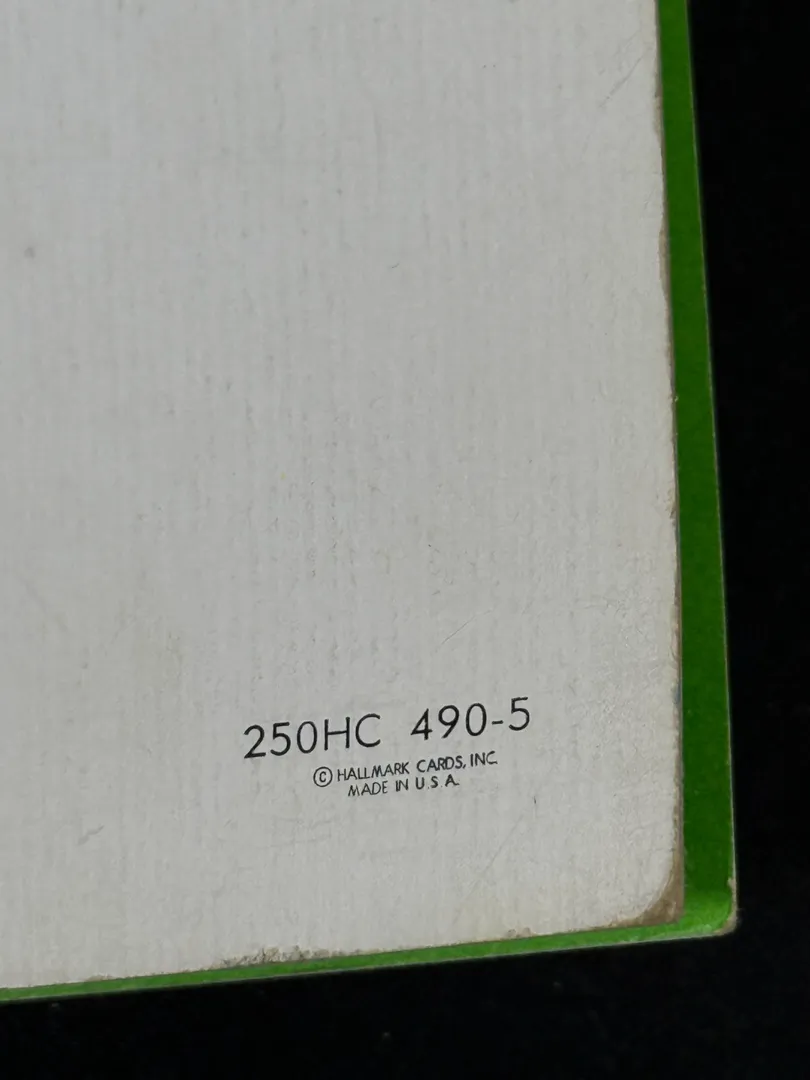 250HC 490-5
© HALLMARK CARDS, INC.
MADE IN U.S.A.